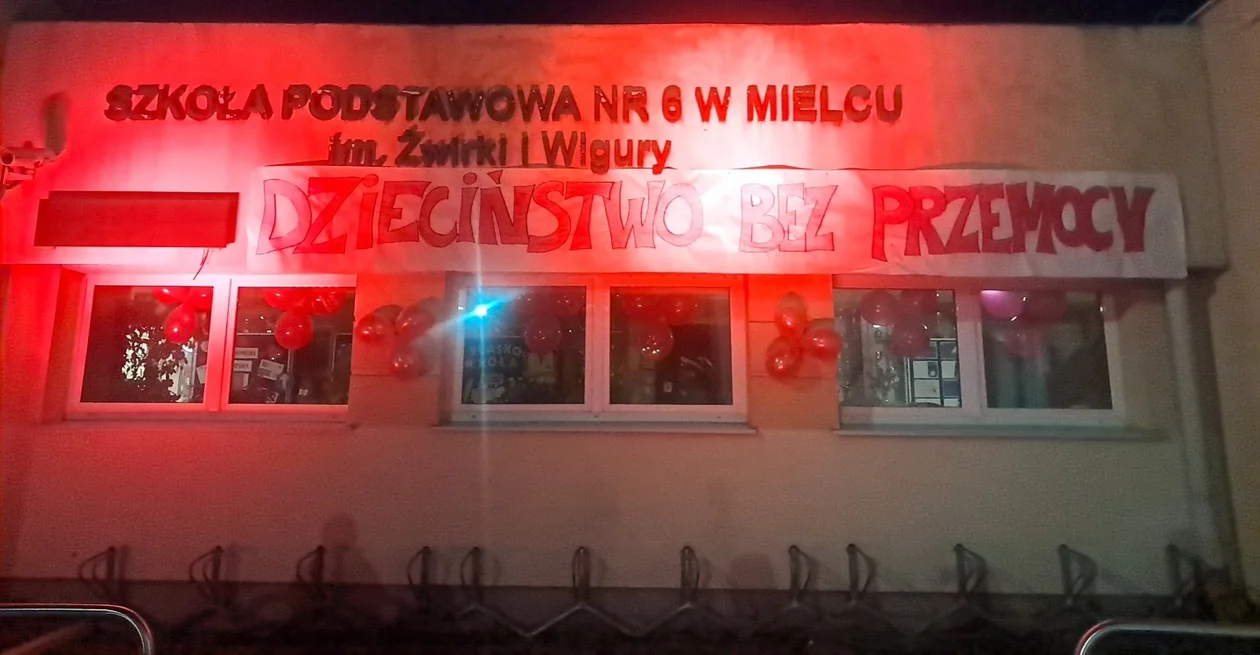 SZKOŁA PODSTAWOWA NR 6 W MIELCU
im. Żwirki i Wigury
DZIECIŃSTWO BEZ PRZEMOCY